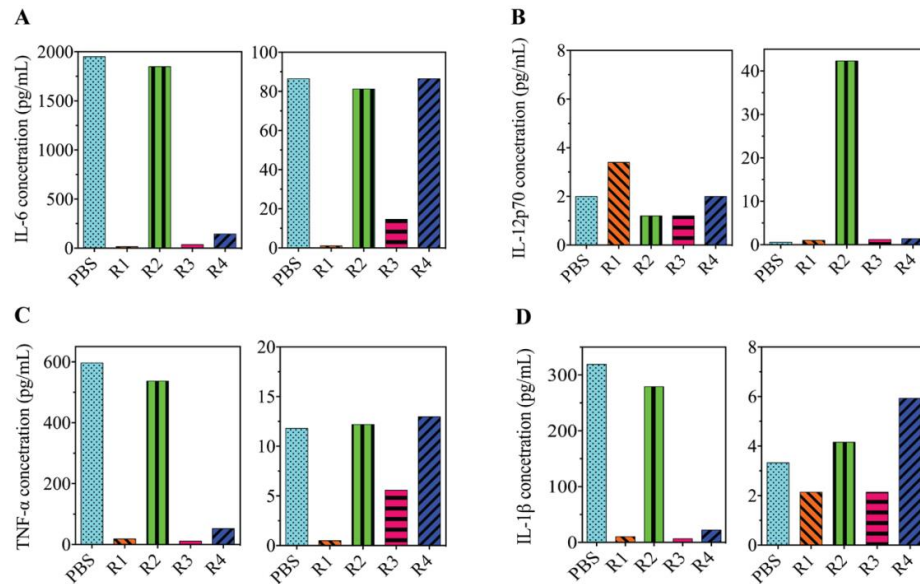 A
B
IL-6 concetration (pg/mL)
2000
1500
1000
500
0
PBS
R1
R2
R3
R4
100
80
60
40
20
0
PBS
R1
R2
R3
R4
IL-12p70 concetration (pg/mL)
8
6
4
2
0
PBS
R1
R2
R3
R4
40
30
20
10
0
PBS
R1
R2
R3
R4
C
D
TNF-α concetration (pg/mL)
600
400
200
0
PBS
R1
R2
R3
R4
20
15
10
5
0
PBS
R1
R2
R3
R4
IL-1β concetration (pg/mL)
300
200
100
0
PBS
R1
R2
R3
R4
8
6
4
2
0
PBS
R1
R2
R3
R4